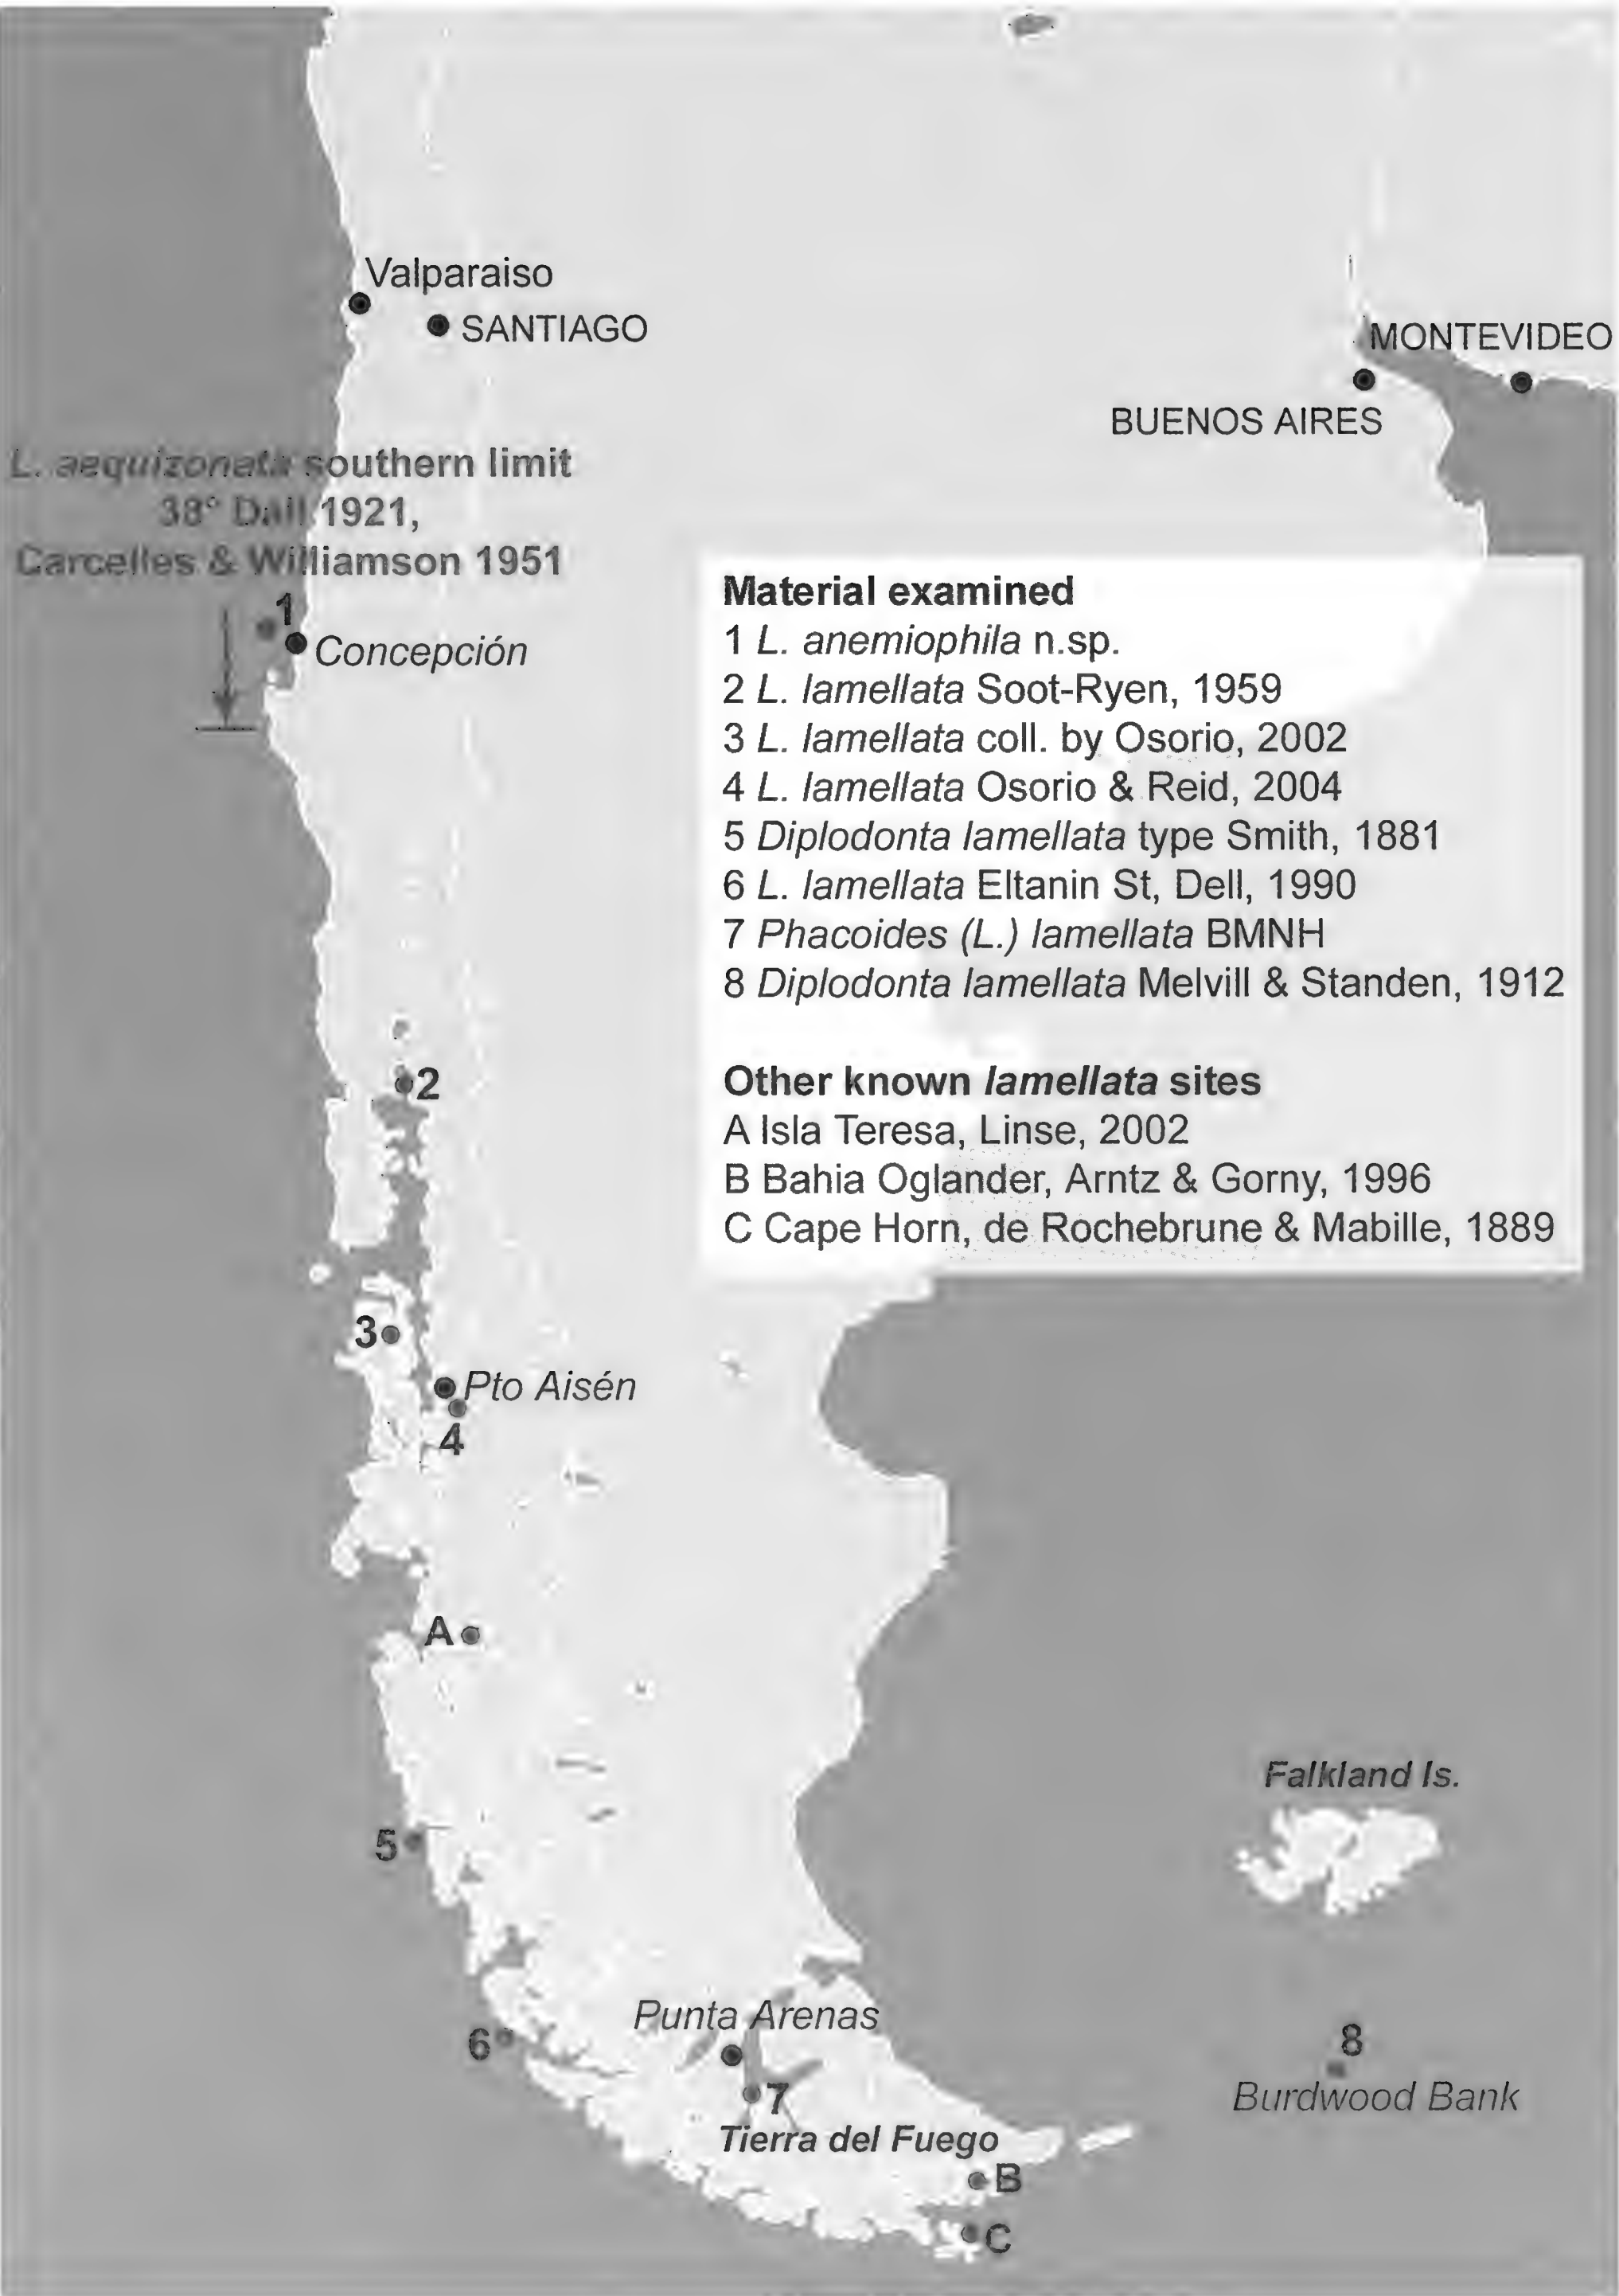 Valparaiso
SANTIAGO
MONTEVIDEO
BUENOS AIRES
L. aequizonata southern limit
38° Dall 1921,
Carcelles & Williamson 1951
1
Concepción
Material examined
1 L. anemiophila n.sp.
2 L. lamellata Soot-Ryen, 1959
3 L. lamellata coll. by Osorio, 2002
4 L. lamellata Osorio & Reid, 2004
5 Diplodonta lamellata type Smith, 1881
6 L. lamellata Eltanin St, Dell, 1990
7 Phacoides (L.) lamellata BMNH
8 Diplodonta lamellata Melvill & Standen, 1912
Other known lamellata sites
A Isla Teresa, Linse, 2002
B Bahia Oglander, Arntz & Gorny, 1996
C Cape Horn, de Rochebrune & Mabille, 1889
2
3
Pto Aisén
4
A
Falkland Is.
5
Punta Arenas
6
8
7
Burdwood Bank
Tierra del Fuego
B
C